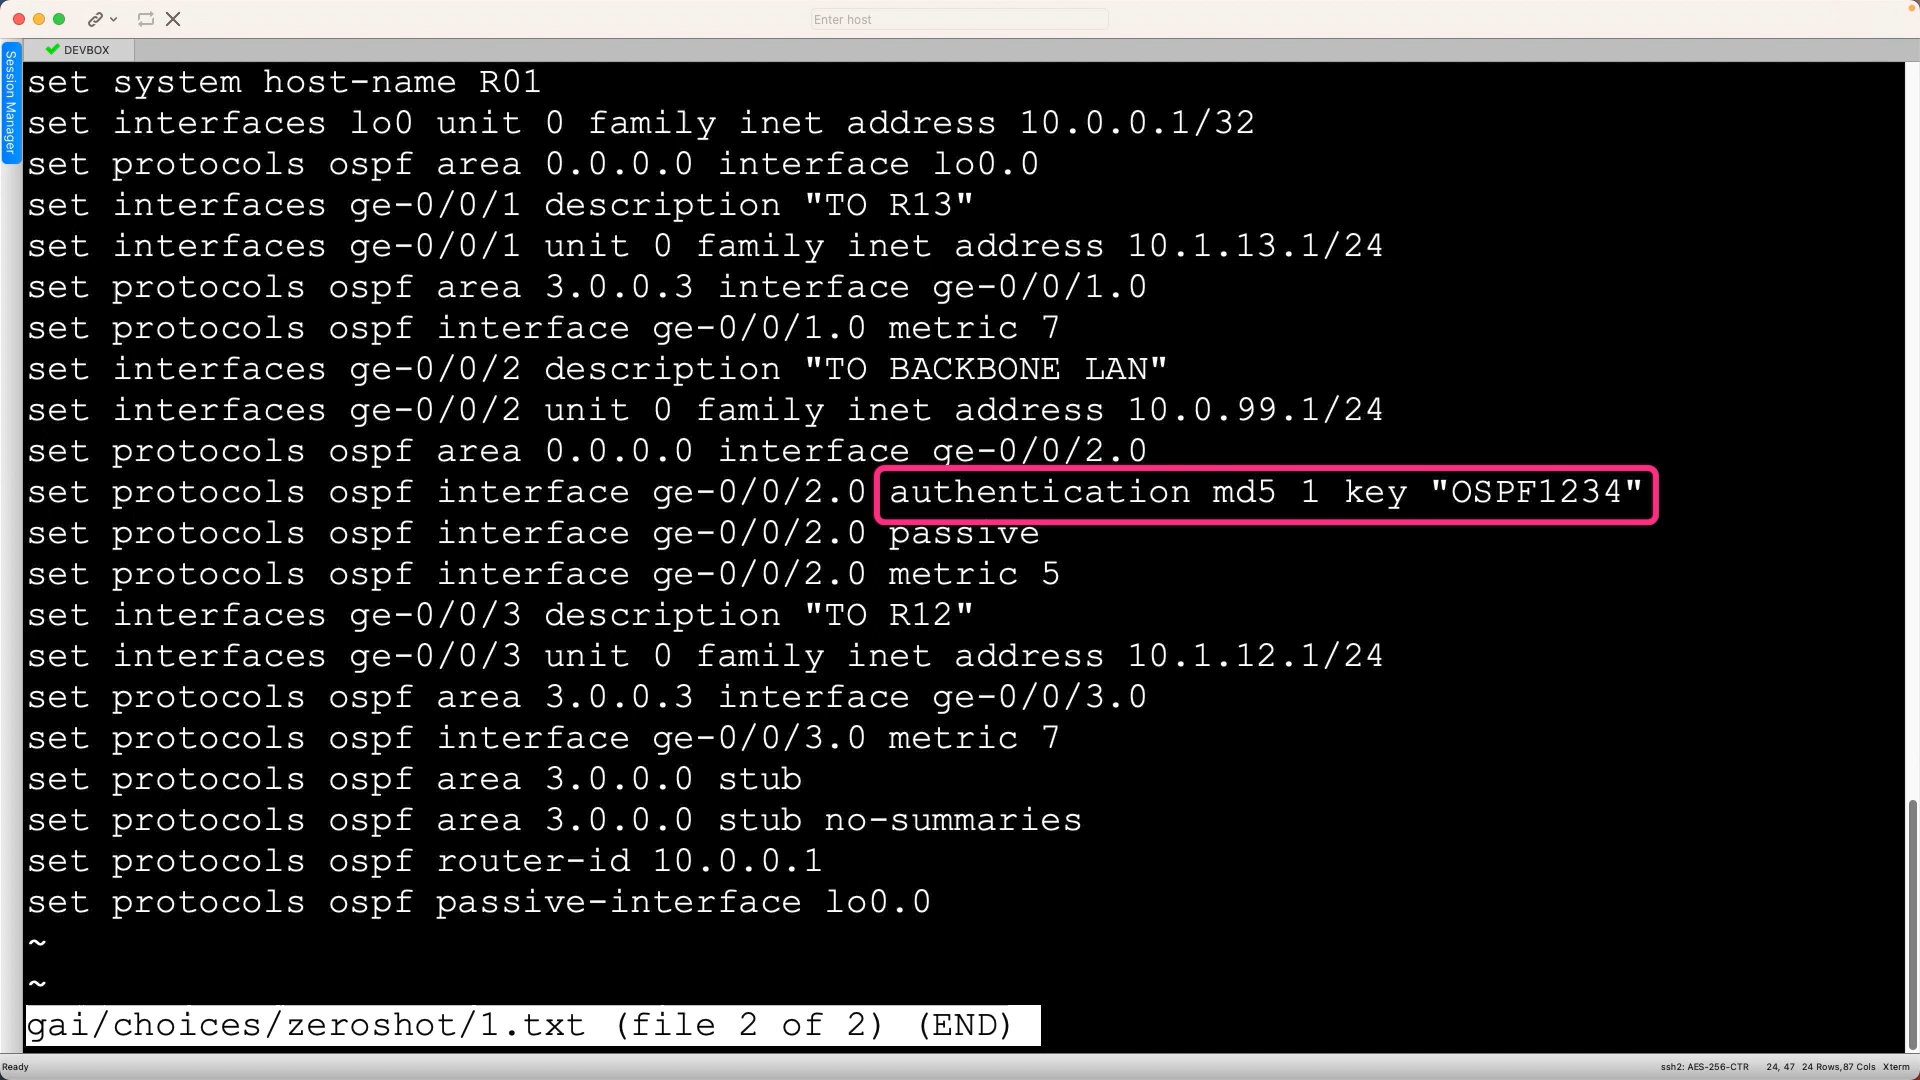 Enter host
DEVBOX
Session Manager
set system host-name R01
set interfaces lo0 unit 0 family inet address 10.0.0.1/32
set protocols ospf area 0.0.0.0 interface lo0.0
set interfaces ge-0/0/1 description "TO R13"
set interfaces ge-0/0/1 unit 0 family inet address 10.1.13.1/24
set protocols ospf area 3.0.0.3 interface ge-0/0/1.0
set protocols ospf interface ge-0/0/1.0 metric 7
set interfaces ge-0/0/2 description "TO BACKBONE LAN"
set interfaces ge-0/0/2 unit 0 family inet address 10.0.99.1/24
set protocols ospf area 0.0.0.0 interface ge-0/0/2.0
set protocols ospf interface ge-0/0/2.0 authentication md5 1 key "OSPF1234"
set protocols ospf interface ge-0/0/2.0 passive
set protocols ospf interface ge-0/0/2.0 metric 5
set interfaces ge-0/0/3 description "TO R12"
set interfaces ge-0/0/3 unit 0 family inet address 10.1.12.1/24
set protocols ospf area 3.0.0.3 interface ge-0/0/3.0
set protocols ospf interface ge-0/0/3.0 metric 7
set protocols ospf area 3.0.0.0 stub
set protocols ospf area 3.0.0.0 stub no-summaries
set protocols ospf router-id 10.0.0.1
set protocols ospf passive-interface lo0.0
~
~
gai/choices/zeroshot/1.txt (file 2 of 2) (END)
Ready
ssh2: AES-256-CTR 24, 47 24 Rows,87 Cols Xterm